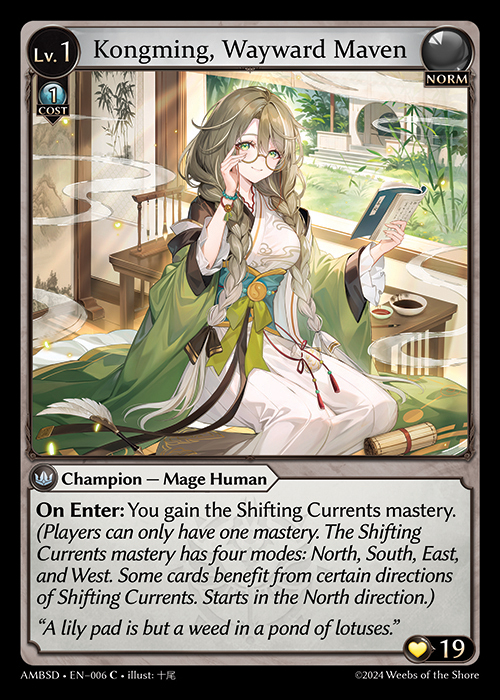 Lv. 1
Kongming, Wayward Maven
NORM
1
COST
Champion — Mage Human
On Enter: You gain the Shifting Currents mastery.
(Players can only have one mastery. The Shifting
Currents mastery has four modes: North, South, East,
and West. Some cards benefit from certain directions
of Shifting Currents. Starts in the North direction.)
“A lily pad is but a weed in a pond of lotuses.”
19
AMBSD • EN–006 C • illust: 十尾
©2024 Weebs of the Shore